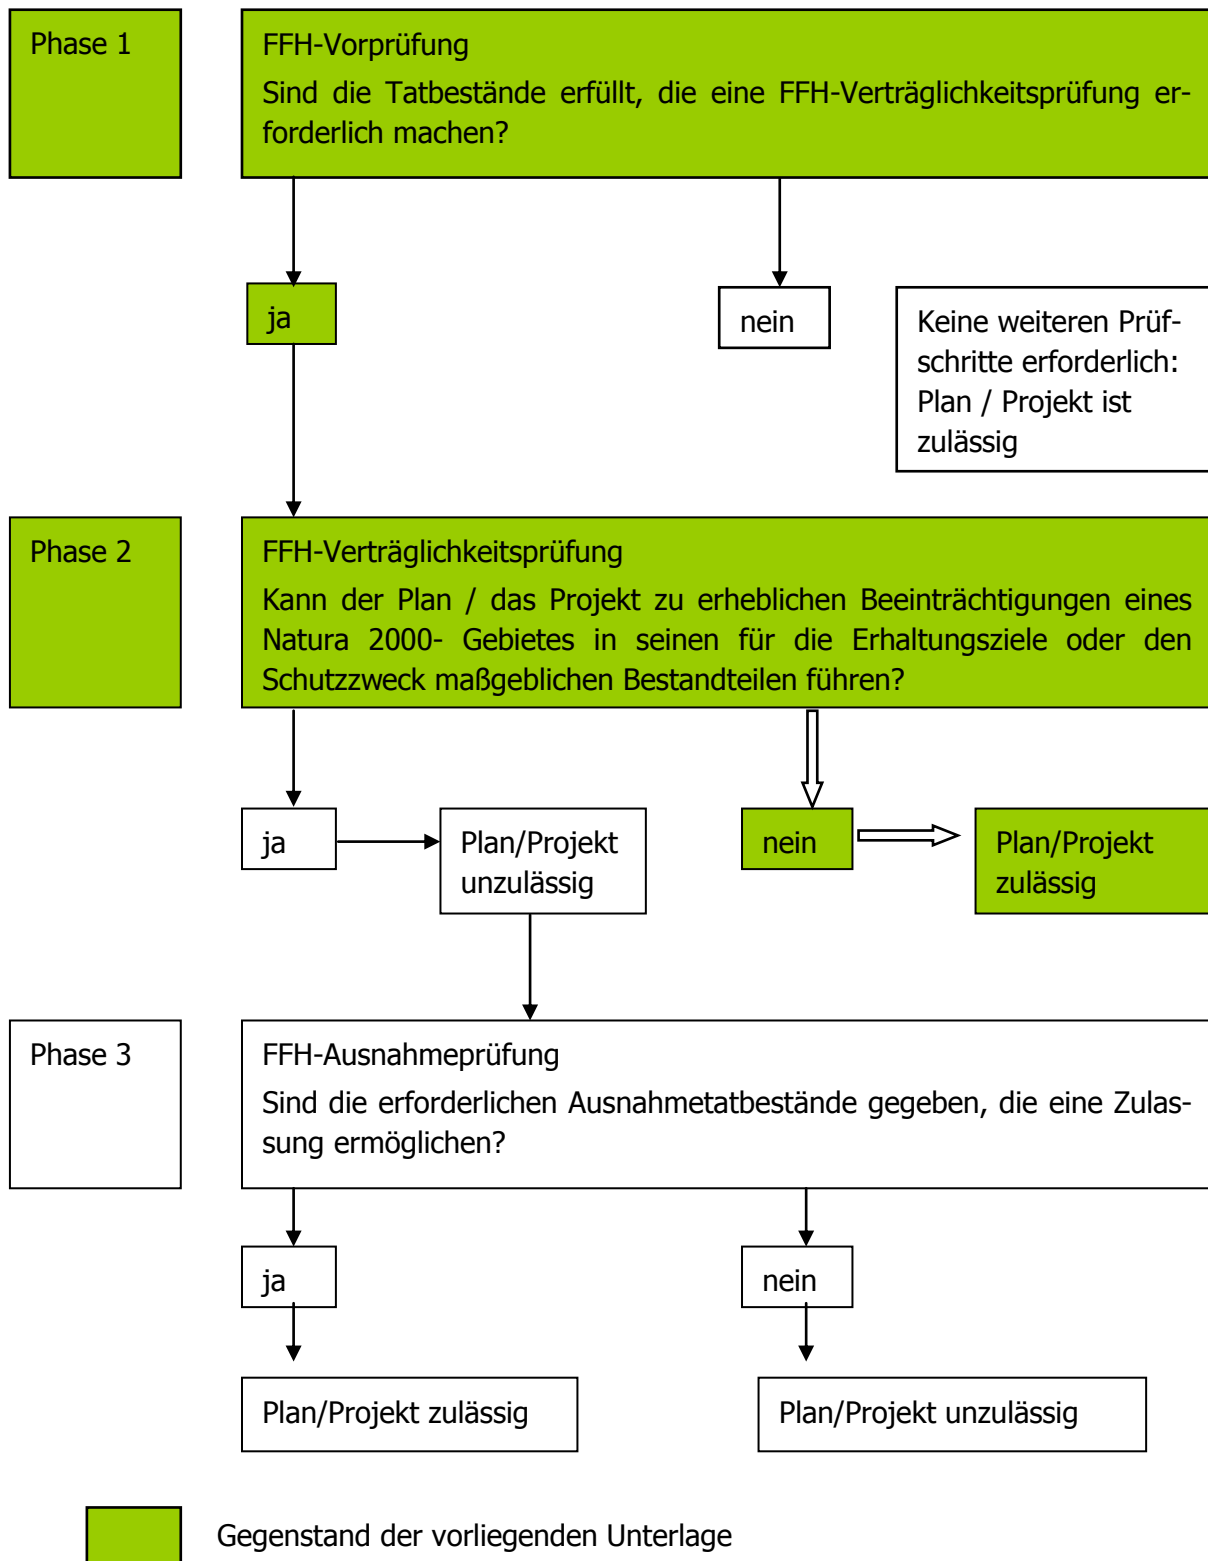 Phase 1
FFH-Vorprüfung
Sind die Tatbestände erfüllt, die eine FFH-Verträglichkeitsprüfung er-
forderlich machen?
ja
nein
Keine weiteren Prüf-
schritte erforderlich:
Plan / Projekt ist
zulässig
Phase 2
FFH-Verträglichkeitsprüfung
Kann der Plan / das Projekt zu erheblichen Beeinträchtigungen eines
Natura 2000- Gebietes in seinen für die Erhaltungsziele oder den
Schutzzweck maßgeblichen Bestandteilen führen?
ja
Plan/Projekt
unzulässig
nein
Plan/Projekt
zulässig
Phase 3
FFH-Ausnahmeprüfung
Sind die erforderlichen Ausnahmetatbestände gegeben, die eine Zulas-
sung ermöglichen?
ja
nein
Plan/Projekt zulässig
Plan/Projekt unzulässig
Gegenstand der vorliegenden Unterlage